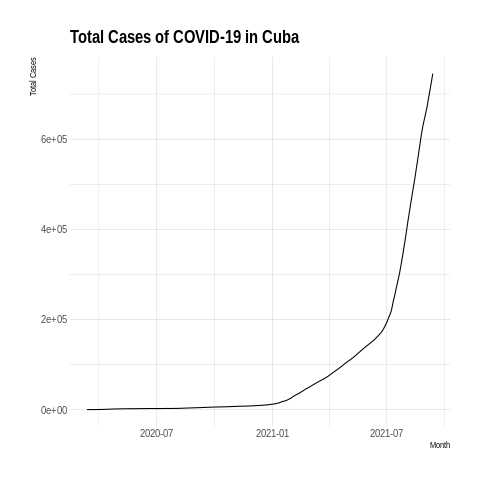 Total Cases of COVID-19 in Cuba
Total Cases
6e+05
4e+05
2e+05
0e+00
2020-07 2021-01 2021-07
Month